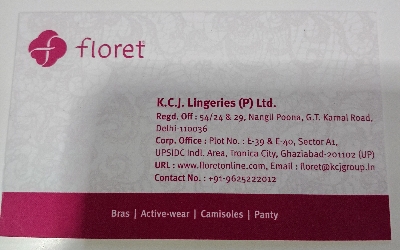 floret
K.C.J. Lingeries (P) Ltd.
Regd. Off : 54/24 & 29, Nangli Poona, G.T. Karnal Road,
Delhi-110036
Corp. Office : Plot No. : E-39 & E-40, Sector A1,
UPSIDC Indl. Area, Tronica City, Ghaziabad-201102 (UP)
URL : www.floretonline.com, Email : floret@kcjgroup.in
Contact No. : +91-9625222012
Bras | Active-wear | Camisoles | Panty